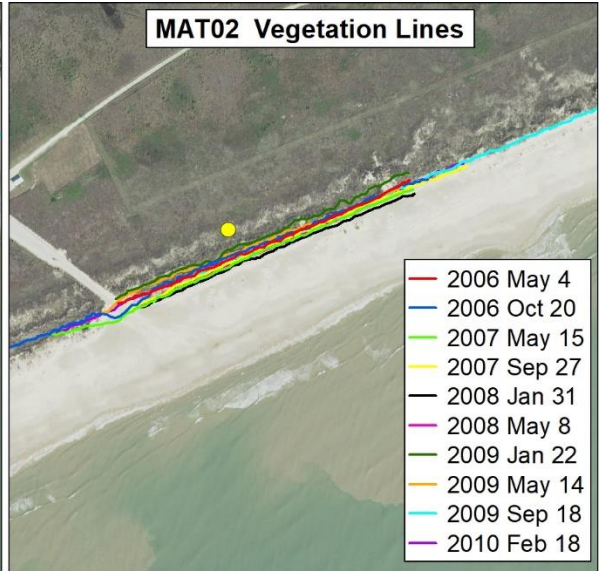 MAT02 Vegetation Lines
2006 May 4
2006 Oct 20
2007 May 15
2007 Sep 27
2008 Jan 31
2008 May 8
2009 Jan 22
2009 May 14
2009 Sep 18
2010 Feb 18